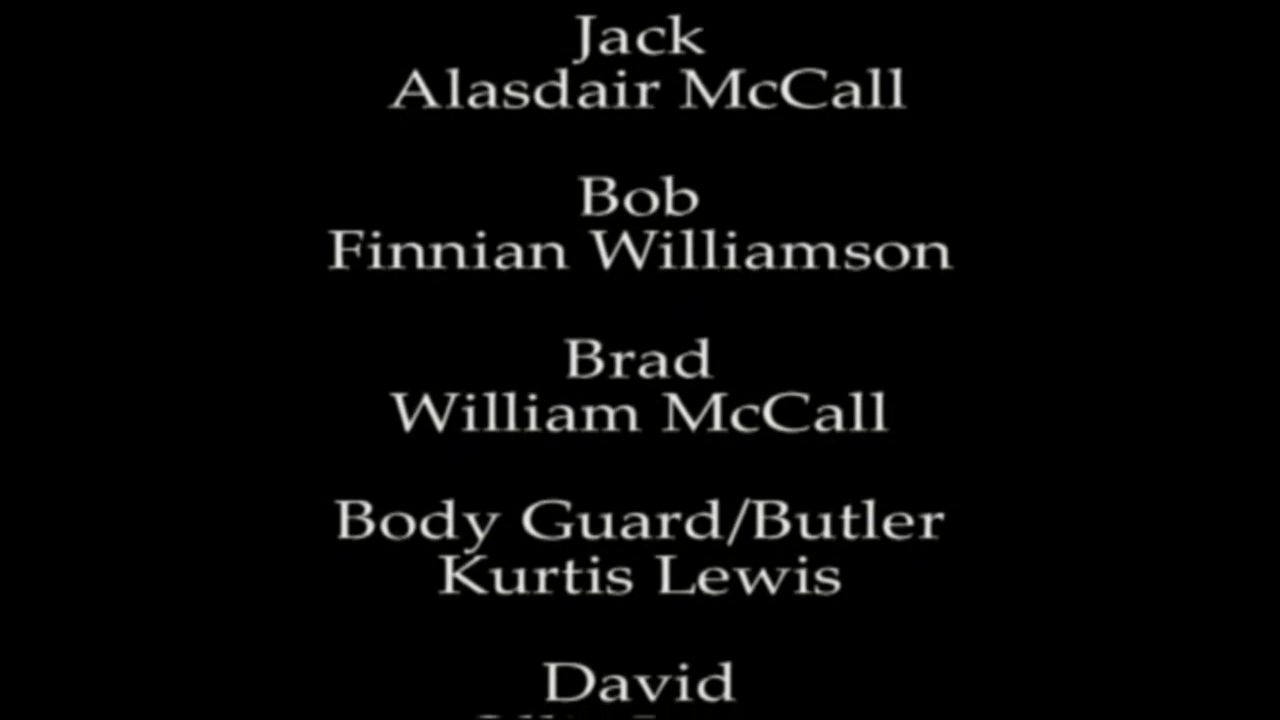 Jack
Alasdair McCall
Bob
Finnian Williamson
Brad
William McCall
Body Guard/Butler
Kurtis Lewis
David